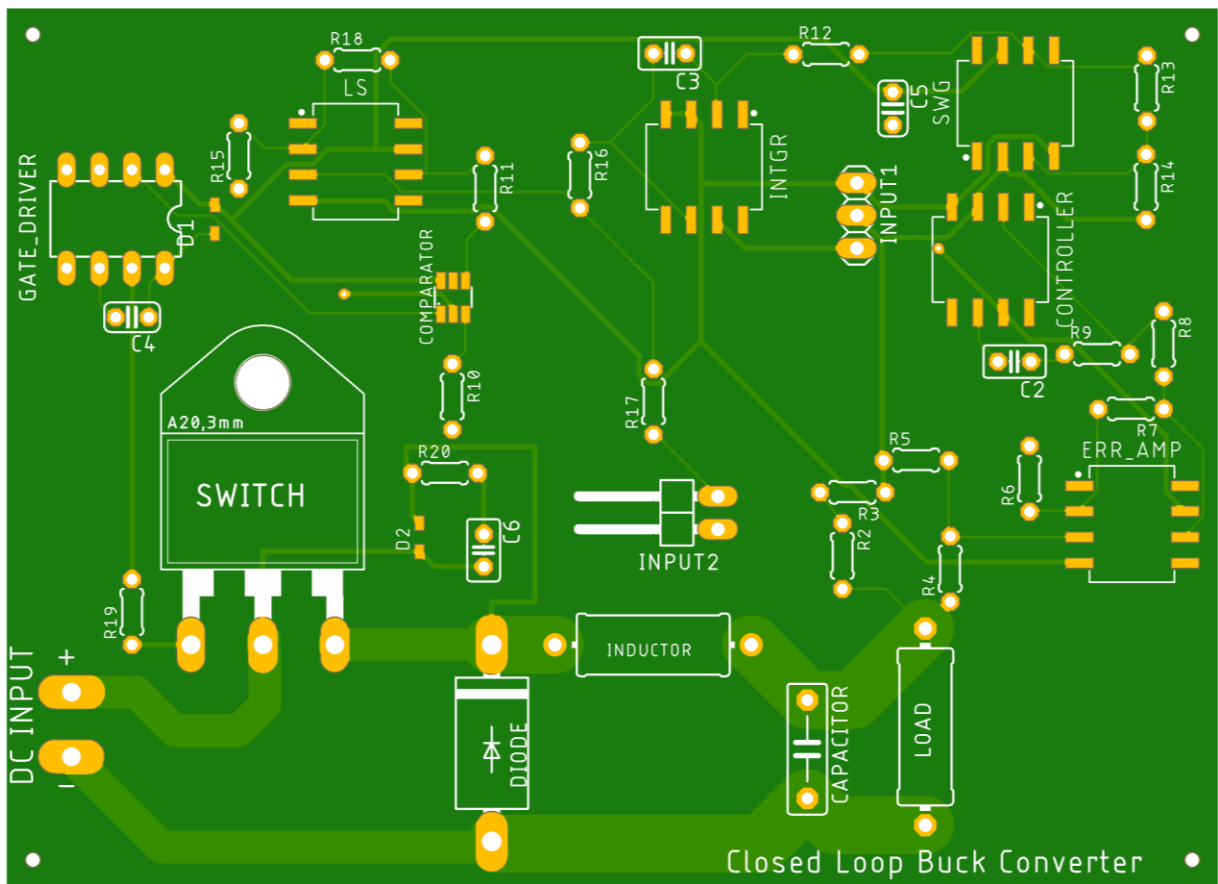 R18
LS
C3
R12
C5
SWG
R13
R15
R11
R16
INTGR
R14
GATE_DRIVER
D1
INPUT1
CONTROLLER
COMPARATOR
C4
R9
R8
C2
R10
R17
A20,3mm
R7
R20
R5
ERR_AMP
SWITCH
R6
R3
D2
C6
R2
INPUT2
R4
R19
INDUCTOR
DC INPUT
+
-
DIODE
CAPACITOR
LOAD
Closed Loop Buck Converter